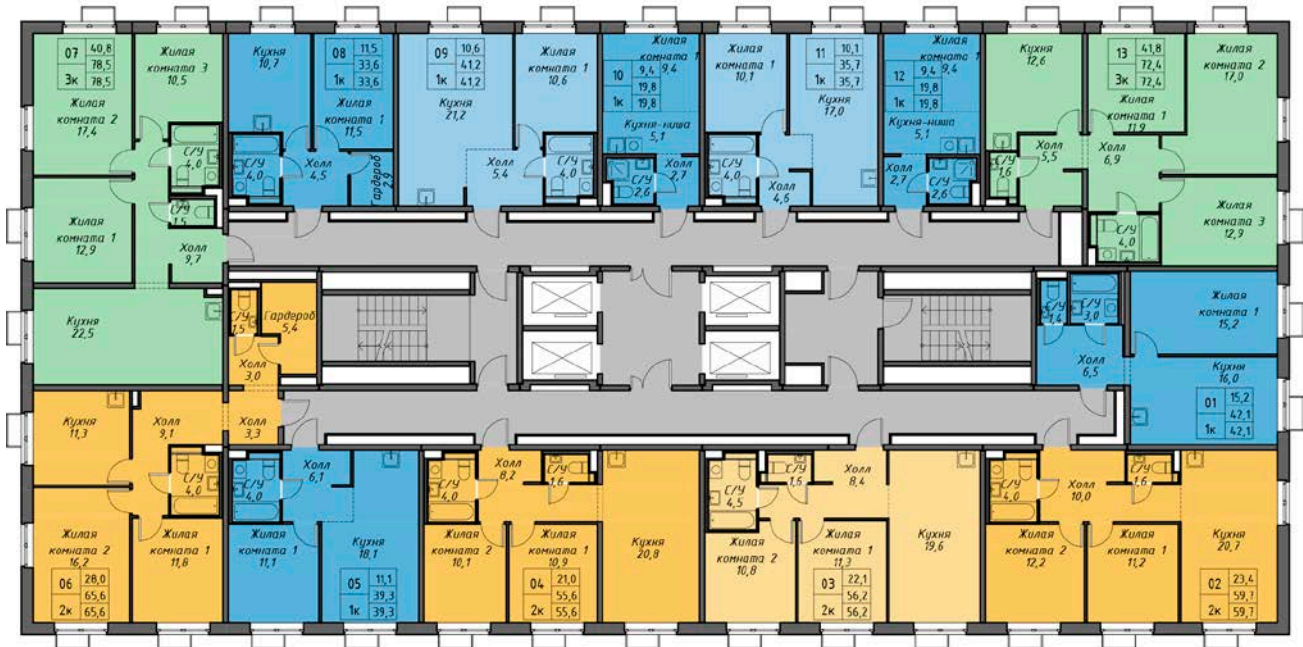 07 40,8
78,5
3к 78,5
Жилая
комната 2
17,4
Жилая
комната 3
10,5
С/У
4,0
С/У
1,5
Жилая
комната 1
12,9
Холл
9,7
Кухня
22,5
Кухня
10,7
08 11,5
33,6
1к 33,6
Жилая
комната 1
11,5
С/У
4,0
Холл
4,5
Гардероб
2,9
09 10,6
41,2
1к 41,2
Кухня
21,2
Жилая
комната 1
10,6
Холл
5,4
С/У
4,0
Жилая
комната 1
9,4
10 9,4
19,8
1к 19,8
Кухня-ниша
5,1
С/У
2,6
Холл
2,7
Жилая
комната 1
10,1
11 10,1
35,7
1к 35,7
Кухня
17,0
С/У
4,0
Холл
4,6
Жилая
комната 1
9,4
12 9,4
19,8
1к 19,8
Кухня-ниша
5,1
Холл
2,7
С/У
2,6
Кухня
12,6
13 41,8
72,4
3к 72,4
Жилая
комната 1
11,9
Жилая
комната 2
17,0
С/У
1,6
Холл
5,5
Холл
6,9
С/У
4,0
Жилая
комната 3
12,9
С/У
1,5
Гардероб
5,4
Холл
3,0
Холл
3,3
Кухня
11,3
Холл
9,1
С/У
4,0
Жилая
комната 2
16,2
Жилая
комната 1
11,8
06 28,0
65,6
2к 65,6
С/У
4,0
Холл
6,1
Жилая
комната 1
11,1
Кухня
18,1
05 11,1
39,3
1к 39,3
С/У
4,0
Холл
8,2
С/У
1,6
Жилая
комната 2
10,1
Жилая
комната 1
10,9
04 21,0
55,6
2к 55,6
Кухня
20,8
С/У
4,5
С/У
1,6
Холл
8,4
Жилая
комната 2
10,8
Жилая
комната 1
11,3
03 22,1
56,2
2к 56,2
Кухня
19,6
С/У
1,4
С/У
3,0
Холл
6,5
Жилая
комната 1
15,2
Кухня
16,0
01 15,2
42,1
1к 42,1
С/У
4,0
Холл
10,0
С/У
1,6
Жилая
комната 2
12,2
Жилая
комната 1
11,2
Кухня
20,7
02 23,4
59,7
2к 59,7